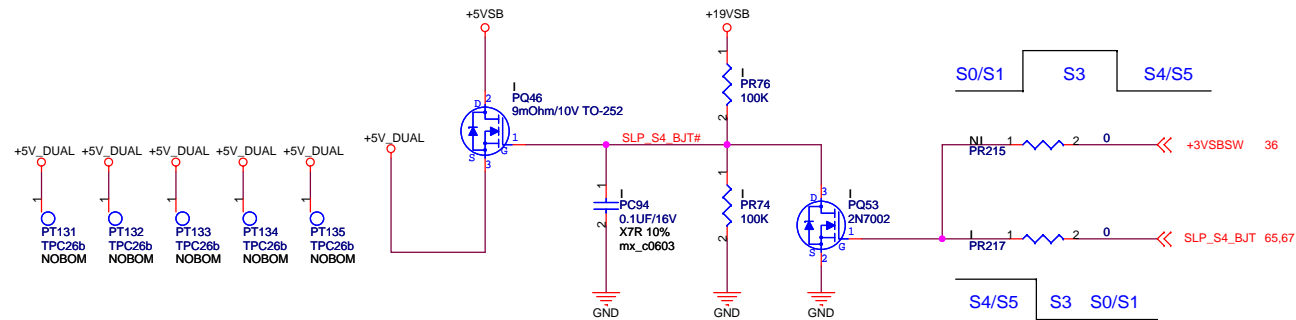 +5VSB
+19VSB
S0/S1 S3 S4/S5
I
PQ46
9mOhm/10V TO-252
D 2
1
G
S
3
1
I
PR76
100K
2
+5V_DUAL
SLP_S4_BJT#
NI 1 2 0
PR215
+3VSBSW 36
+5V_DUAL +5V_DUAL +5V_DUAL +5V_DUAL +5V_DUAL
1 1 1 1 1
PT131 PT132 PT133 PT134 PT135
TPC26b TPC26b TPC26b TPC26b TPC26b
NOBOM NOBOM NOBOM NOBOM NOBOM
1
I
PC94
0.1UF/16V
X7R 10%
mx_c0603
2
1
I
PR74
100K
2
3
D
I
PQ53
2N7002
1
G
S
2
I 1 2 0
PR217
SLP_S4_BJT 65,67
GND GND GND
S4/S5 S3 S0/S1